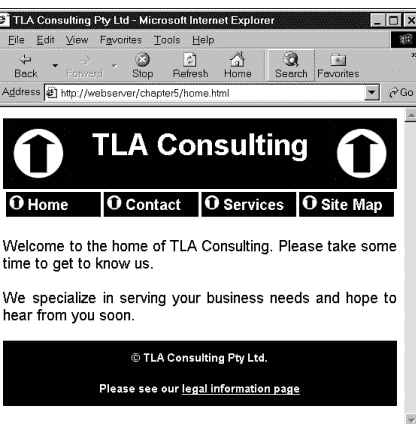 TLA Consulting Pty Ltd - Microsoft Internet Explorer
File Edit View Favorites Tools Help
Back Forward Stop Refresh Home Search Favorites
Address http://webserver/chapter5/home.html Go
TLA Consulting
Home Contact Services Site Map
Welcome to the home of TLA Consulting. Please take some
time to get to know us.
We specialize in serving your business needs and hope to
hear from you soon.
© TLA Consulting Pty Ltd.
Please see our legal information page